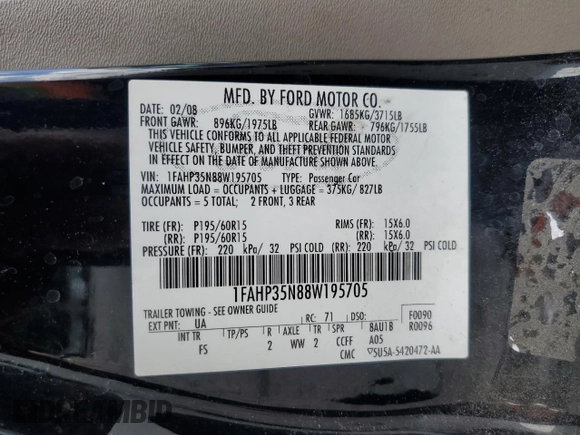 MFD. BY FORD MOTOR CO.
DATE: 02/08 GVWR: 1685KG/3715LB
FRONT GAWR: 896KG/1975LB REAR GAWR: 796KG/1755LB
THIS VEHICLE CONFORMS TO ALL APPLICABLE FEDERAL MOTOR
VEHICLE SAFETY, BUMPER, AND THEFT PREVENTION STANDARDS
IN EFFECT ON THE DATE OF MANUFACTURE SHOWN ABOVE.
VIN: 1FAHP35N88W195705 TYPE: Passenger Car
MAXIMUM LOAD = OCCUPANTS + LUGGAGE = 375KG/ 827LB
OCCUPANTS = 5 TOTAL; 2 FRONT, 3 REAR
TIRE (FR): P195/60R15 RIMS (FR): 15X6.0
(RR): P195/60R15 (RR): 15X6.0
PRESSURE (FR): 220 kPa/ 32 PSI COLD (RR): 220 kPa/ 32 PSI COLD
1FAHP35N88W195705
TRAILER TOWING - SEE OWNER GUIDE
EXT PNT: UA RC: 71 DSO: F0090
R0096
INT TR TP/PS R AXLE TR SPR 8AU18
FS 2 WW 2 CCFF A05
CMC 5U5A-5420472-AA